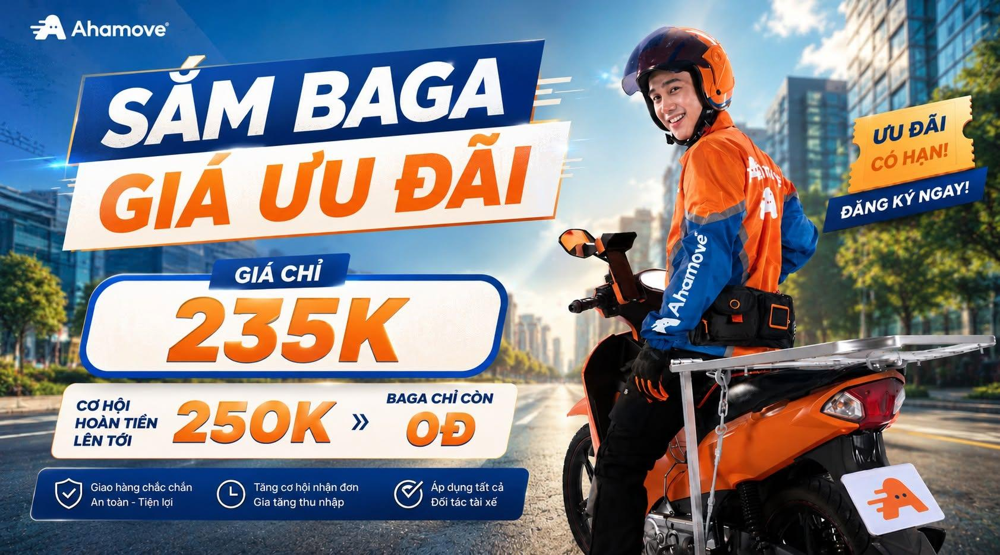 Ahamove®
SẮM BAGA
GIÁ ƯU ĐÃI
GIÁ CHỈ
235K
CƠ HỘI
HOÀN TIỀN
LÊN TỚI
250K
»
BAGA CHỈ CÒN
0Đ
Giao hàng chắc chắn
An toàn - Tiện lợi
Tăng cơ hội nhận đơn
Gia tăng thu nhập
Áp dụng tất cả
Đối tác tài xế
ƯU ĐÃI
CÓ HẠN!
ĐĂNG KÝ NGAY!
Ahamove